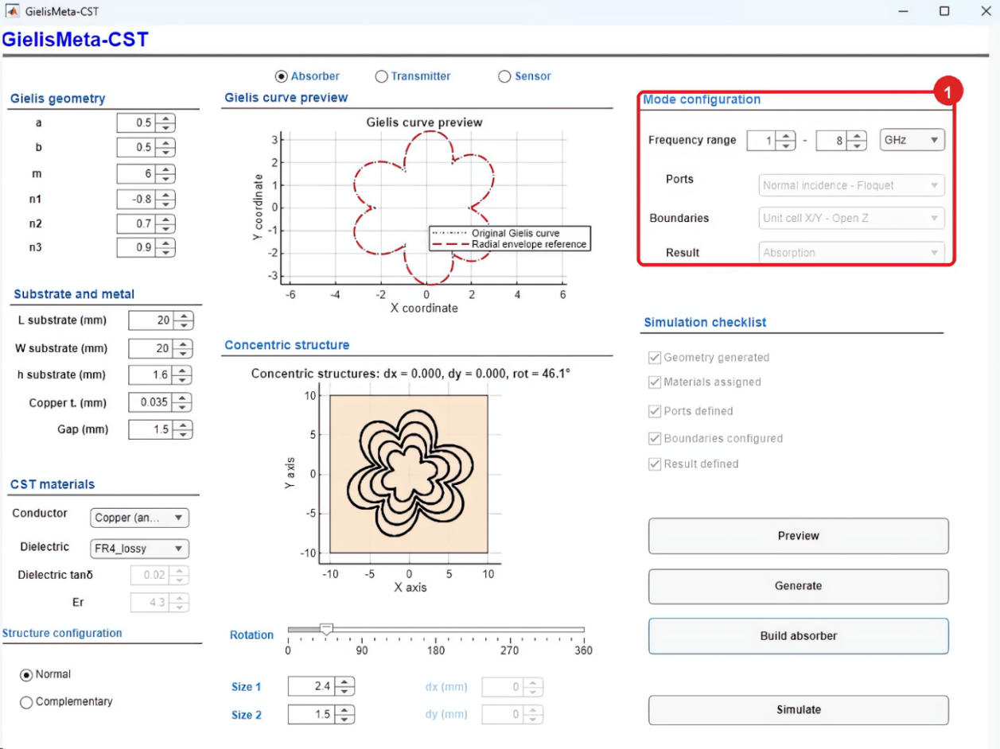 GielisMeta-CST
GielisMeta-CST
Absorber
Transmitter
Sensor
Gielis geometry
a
0.5
b
0.5
m
6
n1
-0.8
n2
0.7
n3
0.9
Substrate and metal
L substrate (mm)
20
W substrate (mm)
20
h substrate (mm)
1.6
Copper t. (mm)
0.035
Gap (mm)
1.5
CST materials
Conductor
Copper (an...
Dielectric
FR4_lossy
Dielectric tanδ
0.02
Er
4.3
Structure configuration
Normal
Complementary
Gielis curve preview
Gielis curve preview
Y coordinate
3
2
1
0
-1
-2
-3
Original Gielis curve
Radial envelope reference
-6 -4 -2 0 2 4 6
X coordinate
Concentric structure
Concentric structures: dx = 0.000, dy = 0.000, rot = 46.1°
Y axis
10
5
0
-5
-10
-10 -5 0 5 10
X axis
Rotation
0 90 180 270 360
Size 1
2.4
dx (mm)
0
Size 2
1.5
dy (mm)
0
1
Mode configuration
Frequency range
1 - 8 GHz
Ports
Normal incidence - Floquet
Boundaries
Unit cell X/Y - Open Z
Result
Absorption
Simulation checklist
Geometry generated
Materials assigned
Ports defined
Boundaries configured
Result defined
Preview
Generate
Build absorber
Simulate